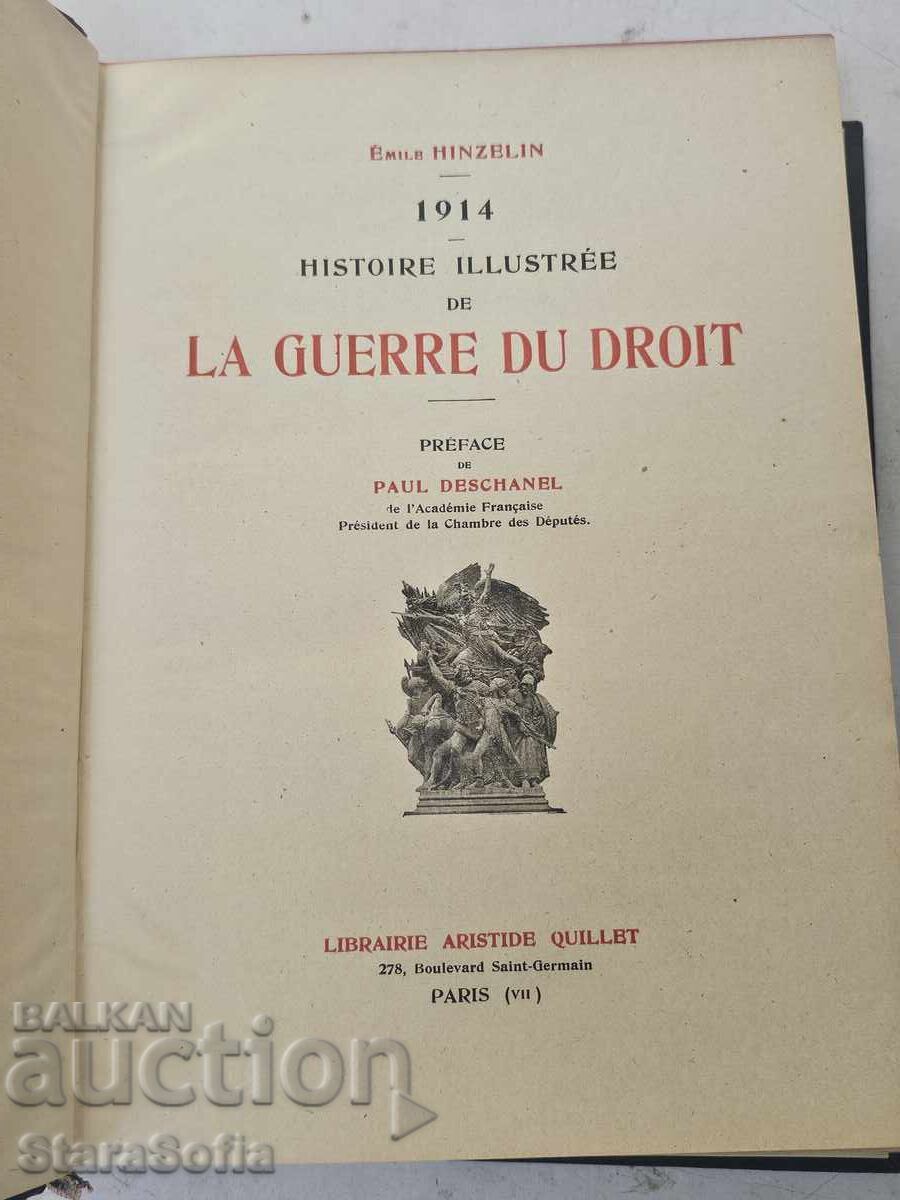 ÉMILE HINZELIN
1914
HISTOIRE ILLUSTRÉE
DE
LA GUERRE DU DROIT
PRÉFACE
DE
PAUL DESCHANEL
de l'Académie Française
Président de la Chambre des Députés.
LIBRAIRIE ARISTIDE QUILLET
278, Boulevard Saint-Germain
PARIS (VII)
BALKAN
auction
StaraSofia